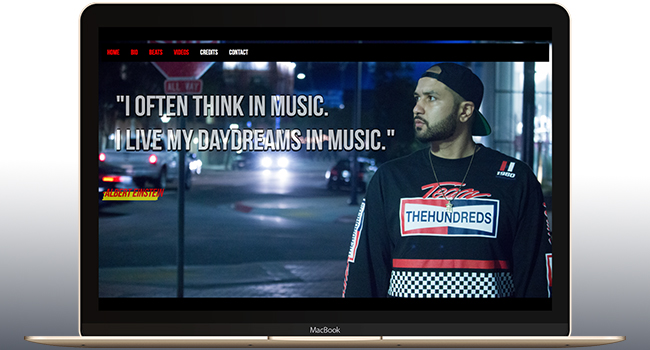 HOME BIO BEATS VIDEOS CREDITS CONTACT
ALL WAY
"I OFTEN THINK IN MUSIC.
I LIVE MY DAYDREAMS IN MUSIC."
ALBERT EINSTEIN
1980
Team
THEHUNDREDS
MacBook